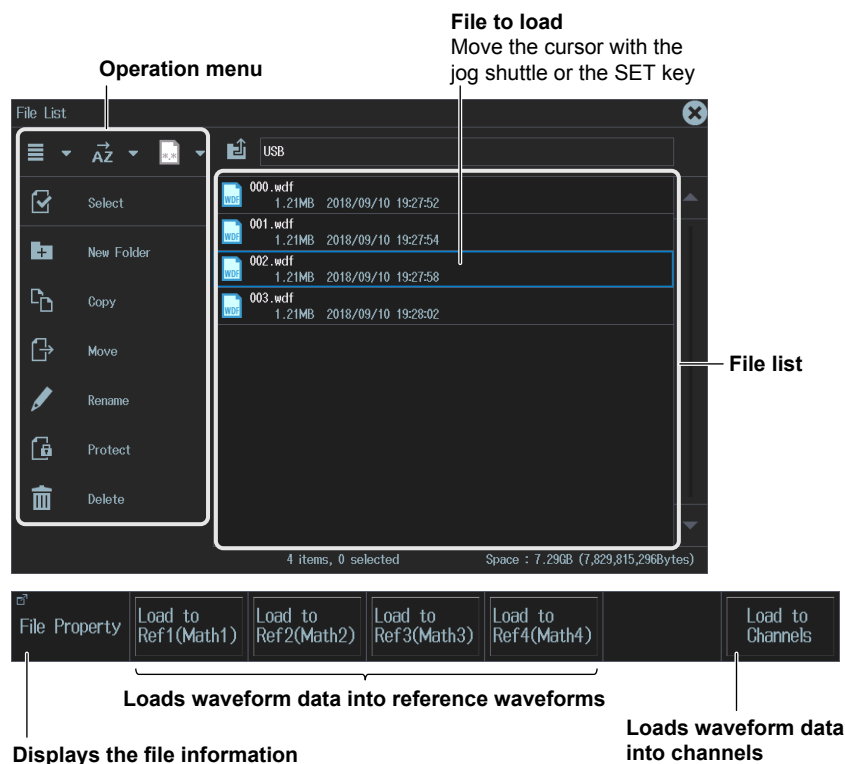 File to load
Move the cursor with the
jog shuttle or the SET key
Operation menu
File List
AZ
*.*
USB
Select
New Folder
Copy
Move
Rename
Protect
Delete
WDF
000.wdf
1.21MB 2018/09/10 19:27:52
WDF
001.wdf
1.21MB 2018/09/10 19:27:54
WDF
002.wdf
1.21MB 2018/09/10 19:27:58
WDF
003.wdf
1.21MB 2018/09/10 19:28:02
File list
4 items, 0 selected
Space : 7.29GB (7,829,815,296Bytes)
File Property
Load to
Ref1(Math1)
Load to
Ref2(Math2)
Load to
Ref3(Math3)
Load to
Ref4(Math4)
Load to
Channels
Loads waveform data into reference waveforms
Loads waveform data
into channels
Displays the file information